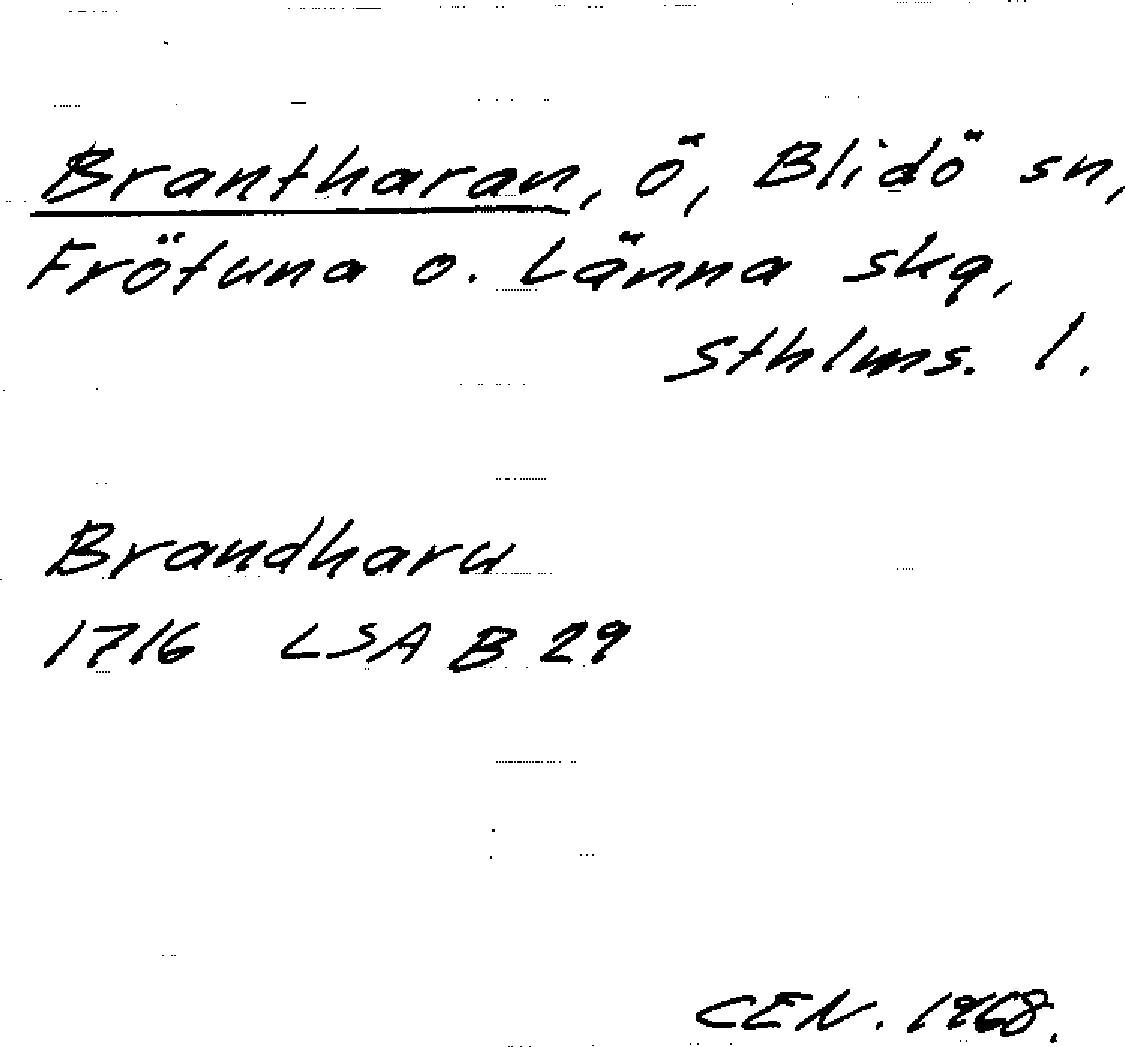 Brantharan, ö, Blidö sn,
Frötuna o. Länna skg,
Sthlms. l.
Brandharu
1716 LSA B 29
CEN. 1968.